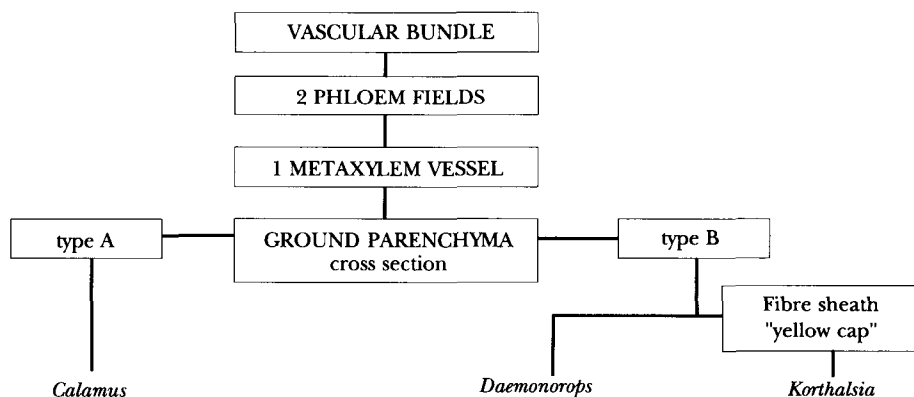 VASCULAR BUNDLE
2 PHLOEM FIELDS
1 METAXYLEM VESSEL
type A
GROUND PARENCHYMA
cross section
type B
Fibre sheath
"yellow cap"
Calamus
Daemonorops
Korthalsia